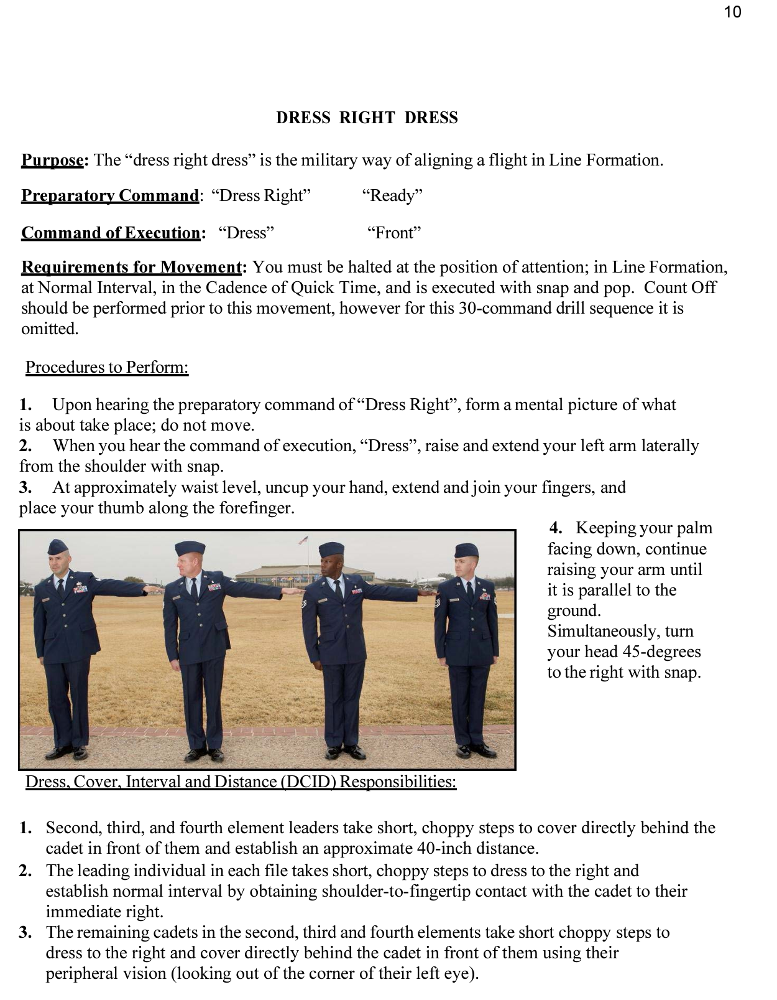 10
DRESS RIGHT DRESS
Purpose: The “dress right dress” is the military way of aligning a flight in Line Formation.
Preparatory Command: “Dress Right” “Ready”
Command of Execution: “Dress” “Front”
Requirements for Movement: You must be halted at the position of attention; in Line Formation,
at Normal Interval, in the Cadence of Quick Time, and is executed with snap and pop. Count Off
should be performed prior to this movement, however for this 30-command drill sequence it is
omitted.
Procedures to Perform:
1. Upon hearing the preparatory command of “Dress Right”, form a mental picture of what
is about take place; do not move.
2. When you hear the command of execution, “Dress”, raise and extend your left arm laterally
from the shoulder with snap.
3. At approximately waist level, uncup your hand, extend and join your fingers, and
place your thumb along the forefinger.
4. Keeping your palm
facing down, continue
raising your arm until
it is parallel to the
ground.
Simultaneously, turn
your head 45-degrees
to the right with snap.
Dress, Cover, Interval and Distance (DCID) Responsibilities:
1. Second, third, and fourth element leaders take short, choppy steps to cover directly behind the
cadet in front of them and establish an approximate 40-inch distance.
2. The leading individual in each file takes short, choppy steps to dress to the right and
establish normal interval by obtaining shoulder-to-fingertip contact with the cadet to their
immediate right.
3. The remaining cadets in the second, third and fourth elements take short choppy steps to
dress to the right and cover directly behind the cadet in front of them using their
peripheral vision (looking out of the corner of their left eye).